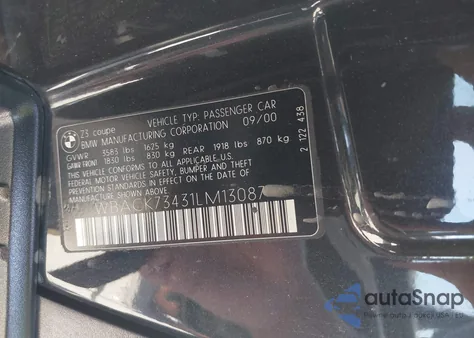 BMW
Z3 coupe VEHICLE TYP: PASSENGER CAR
BMW MANUFACTURING CORPORATION 09/00
GVWR 3583 lbs 1625 kg
GAWR FRONT 1830 lbs 830 kg REAR 1918 lbs 870 kg
THIS VEHICLE CONFORMS TO ALL APPLICABLE
U.S. FEDERAL MOTOR VEHICLE SAFETY, BUMPER,
AND THEFT PREVENTION STANDARDS IN EFFECT ON
THE DATE OF MANUFACTURE SHOWN ABOVE.
CK73431LM13087
2 122 438
autoSnap